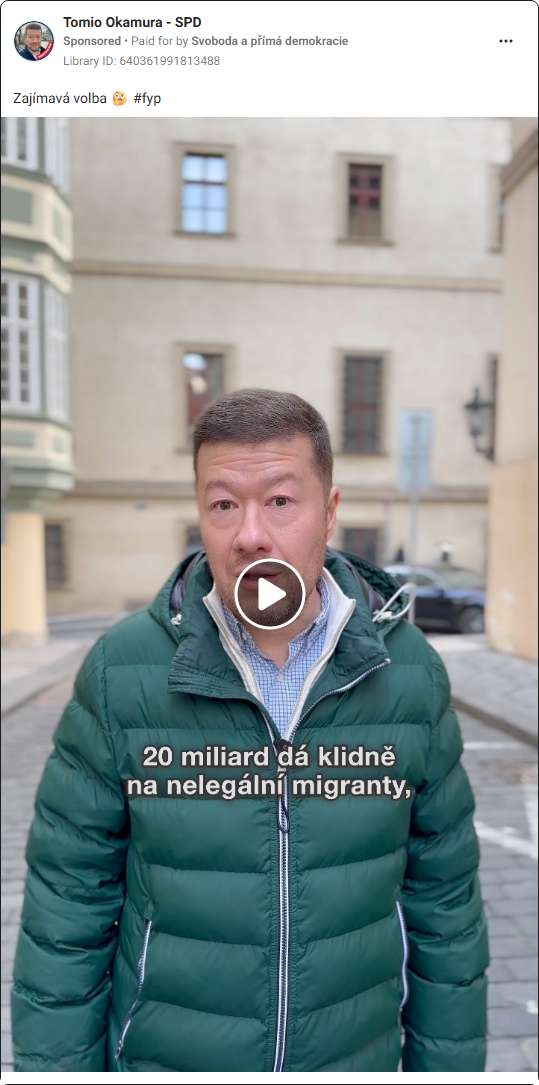 Tomio Okamura - SPD
Sponsored • Paid for by Svoboda a přímá demokracie
Library ID: 640361991813488
Zajímavá volba 🤔 #fyp
20 miliard dá klidně
na nelegální migranty,